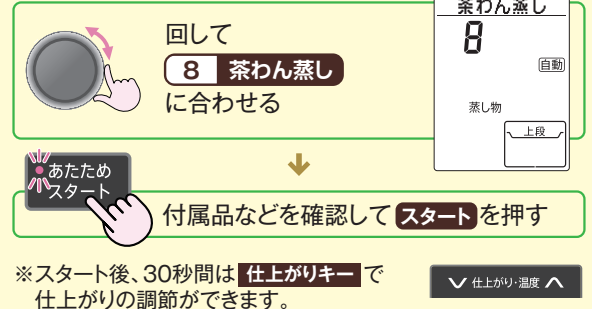 茶わん蒸し
8
自動
蒸し物
上段
回して
8 茶わん蒸し
に合わせる
あたため
スタート
付属品などを確認して スタート を押す
※スタート後、30秒間は 仕上がりキー で
仕上がりの調節ができます。
仕上がり・温度